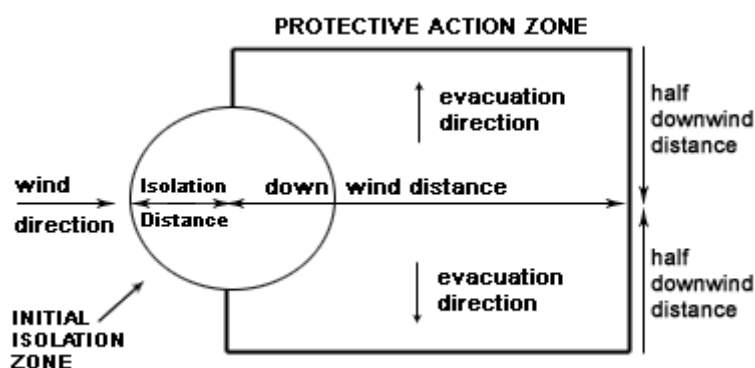 PROTECTIVE ACTION ZONE
evacuation
direction
half
downwind
distance
wind
direction
Isolation
Distance
down wind distance
evacuation
direction
half
downwind
distance
INITIAL
ISOLATION
ZONE